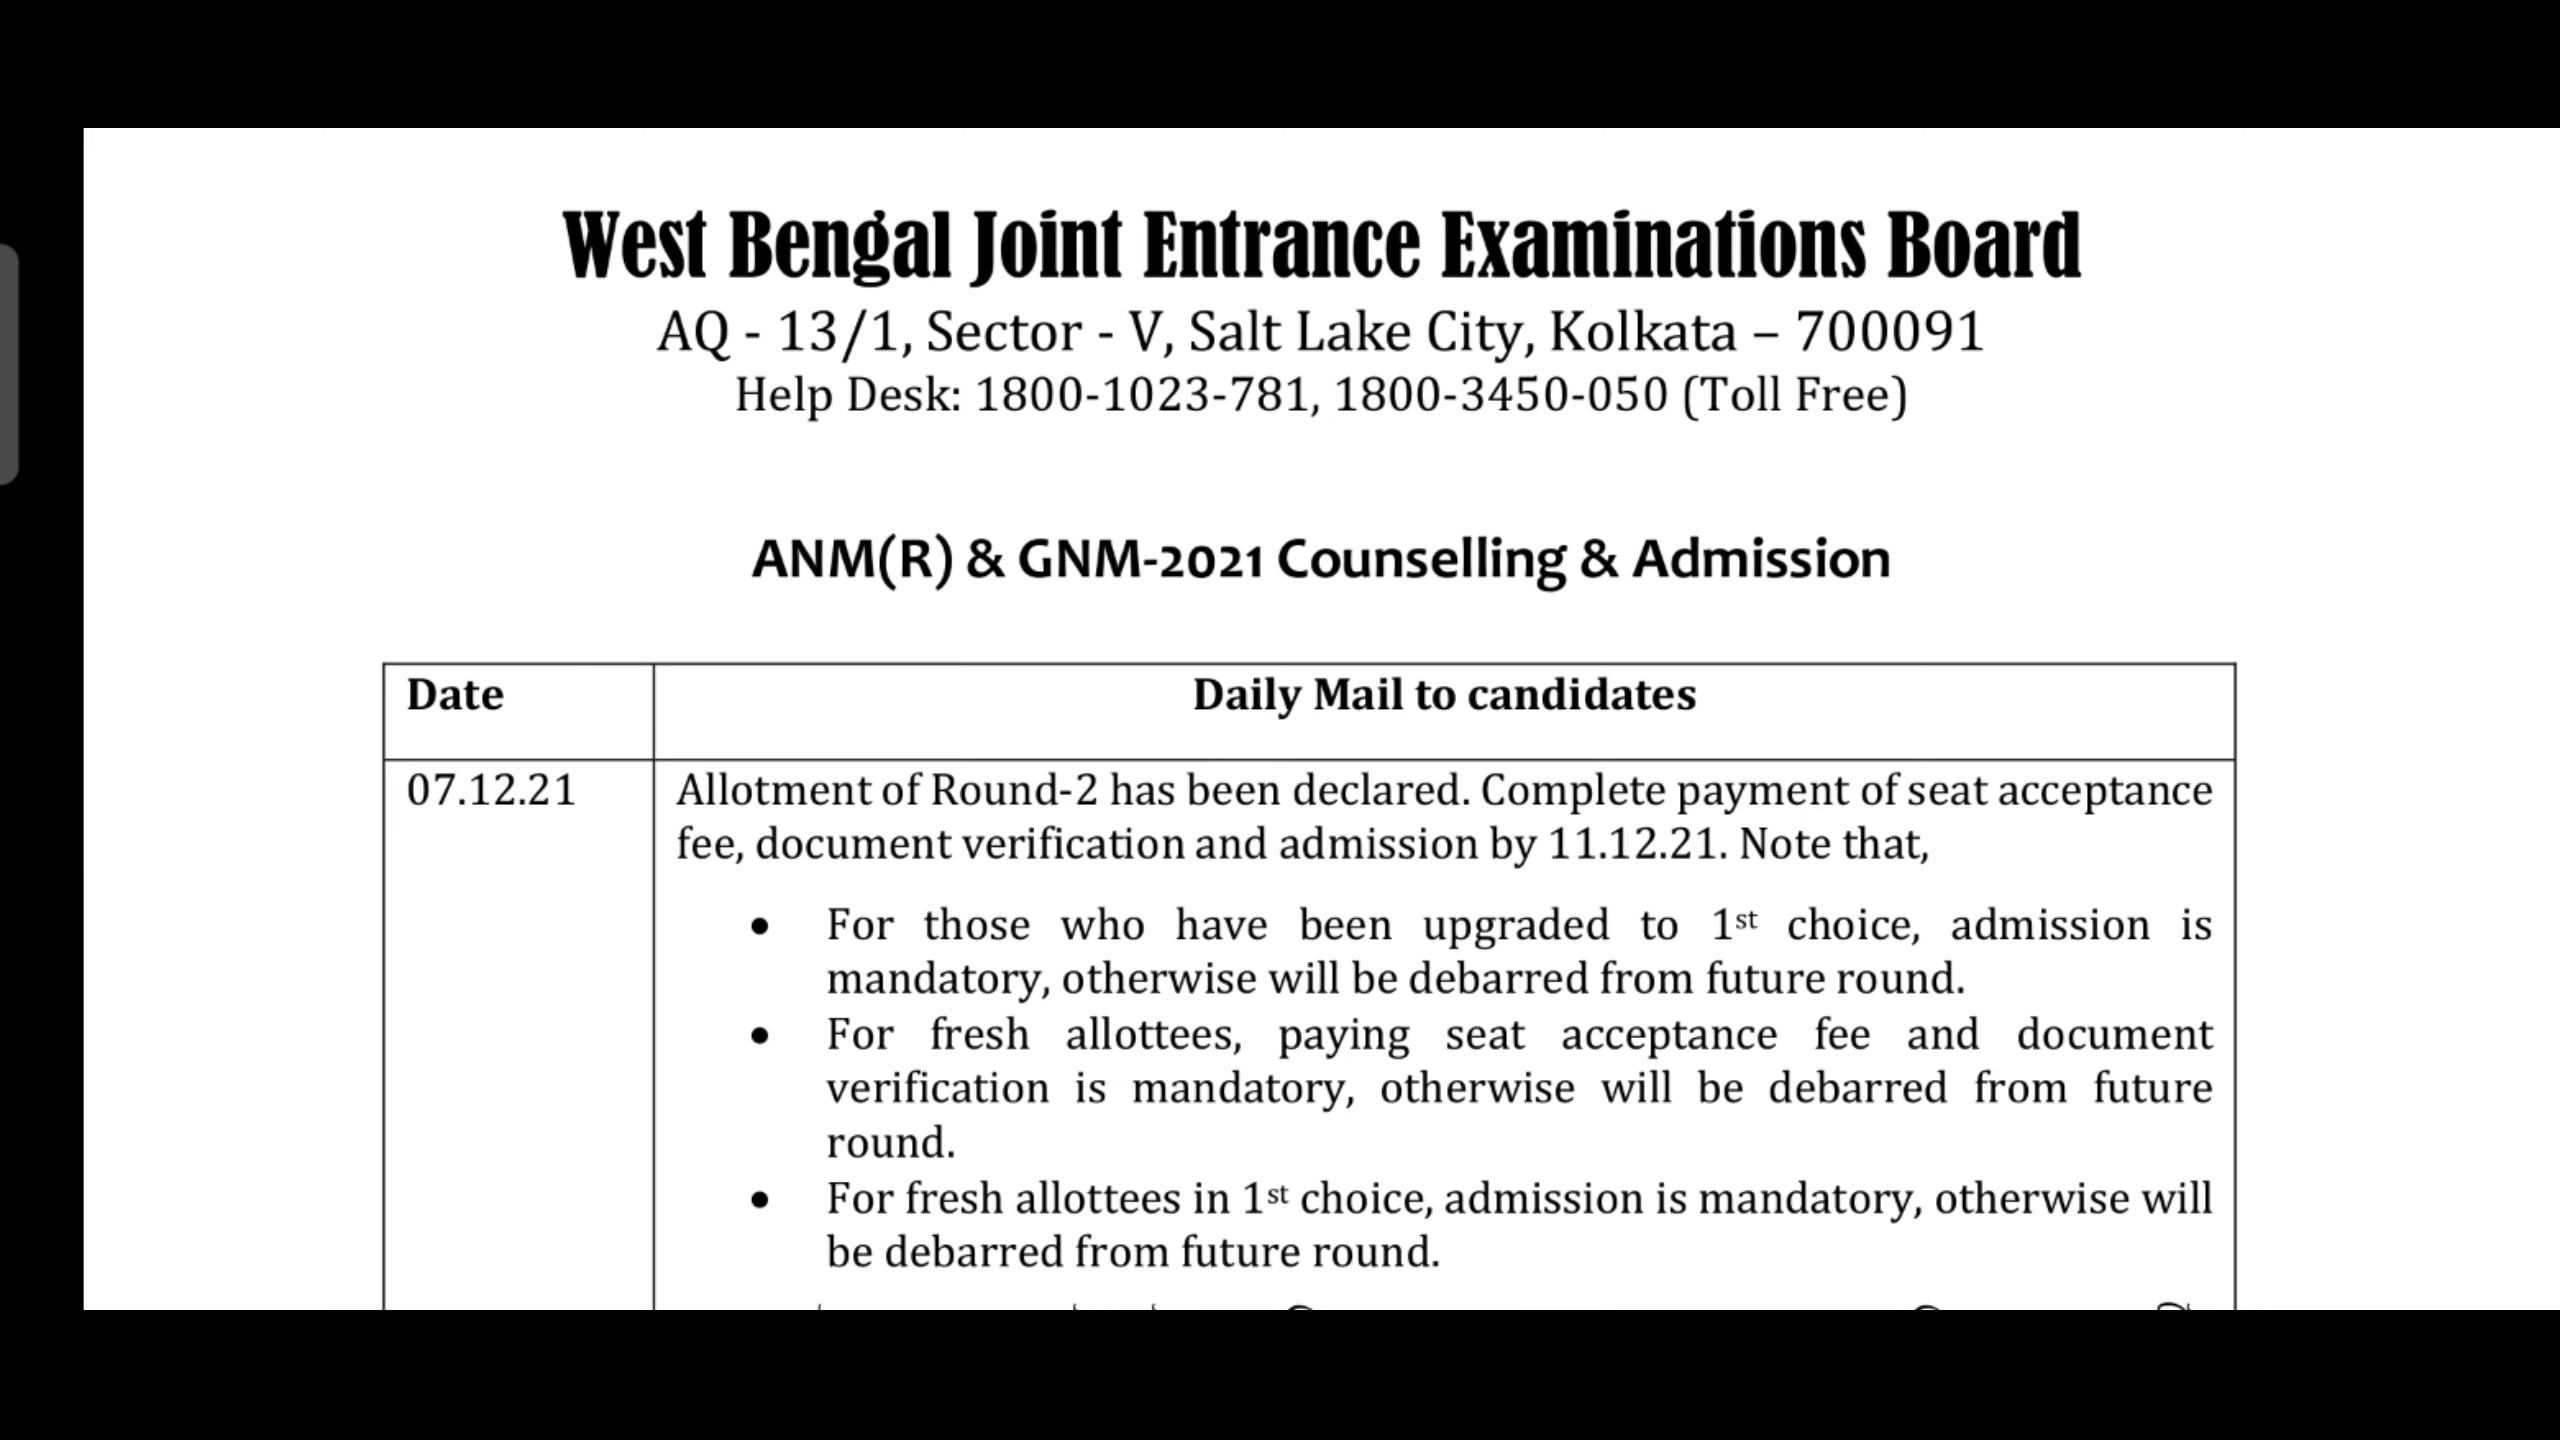 West Bengal Joint Entrance Examinations Board
AQ - 13/1, Sector - V, Salt Lake City, Kolkata – 700091
Help Desk: 1800-1023-781, 1800-3450-050 (Toll Free)
ANM(R) & GNM-2021 Counselling & Admission
Date Daily Mail to candidates
07.12.21 Allotment of Round-2 has been declared. Complete payment of seat acceptance
fee, document verification and admission by 11.12.21. Note that,
• For those who have been upgraded to 1st choice, admission is
mandatory, otherwise will be debarred from future round.
• For fresh allottees, paying seat acceptance fee and document
verification is mandatory, otherwise will be debarred from future
round.
• For fresh allottees in 1st choice, admission is mandatory, otherwise will
be debarred from future round.